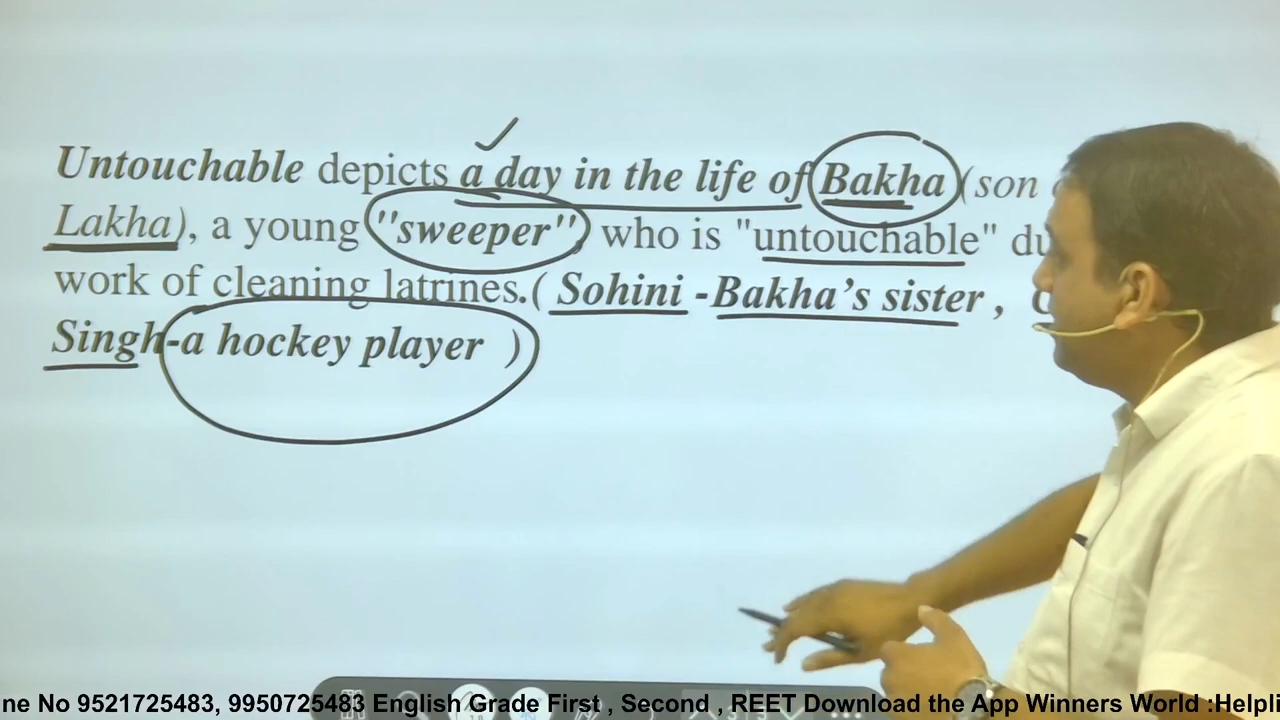 Untouchable depicts a day in the life of Bakha (son
Lakha), a young "sweeper", who is "untouchable"
work of cleaning latrines.( Sohini -Bakha's sister ,
Singh-a hockey player )
ne No 9521725483, 9950725483 English Grade First , Second , REET Download the App Winners World :Helpli